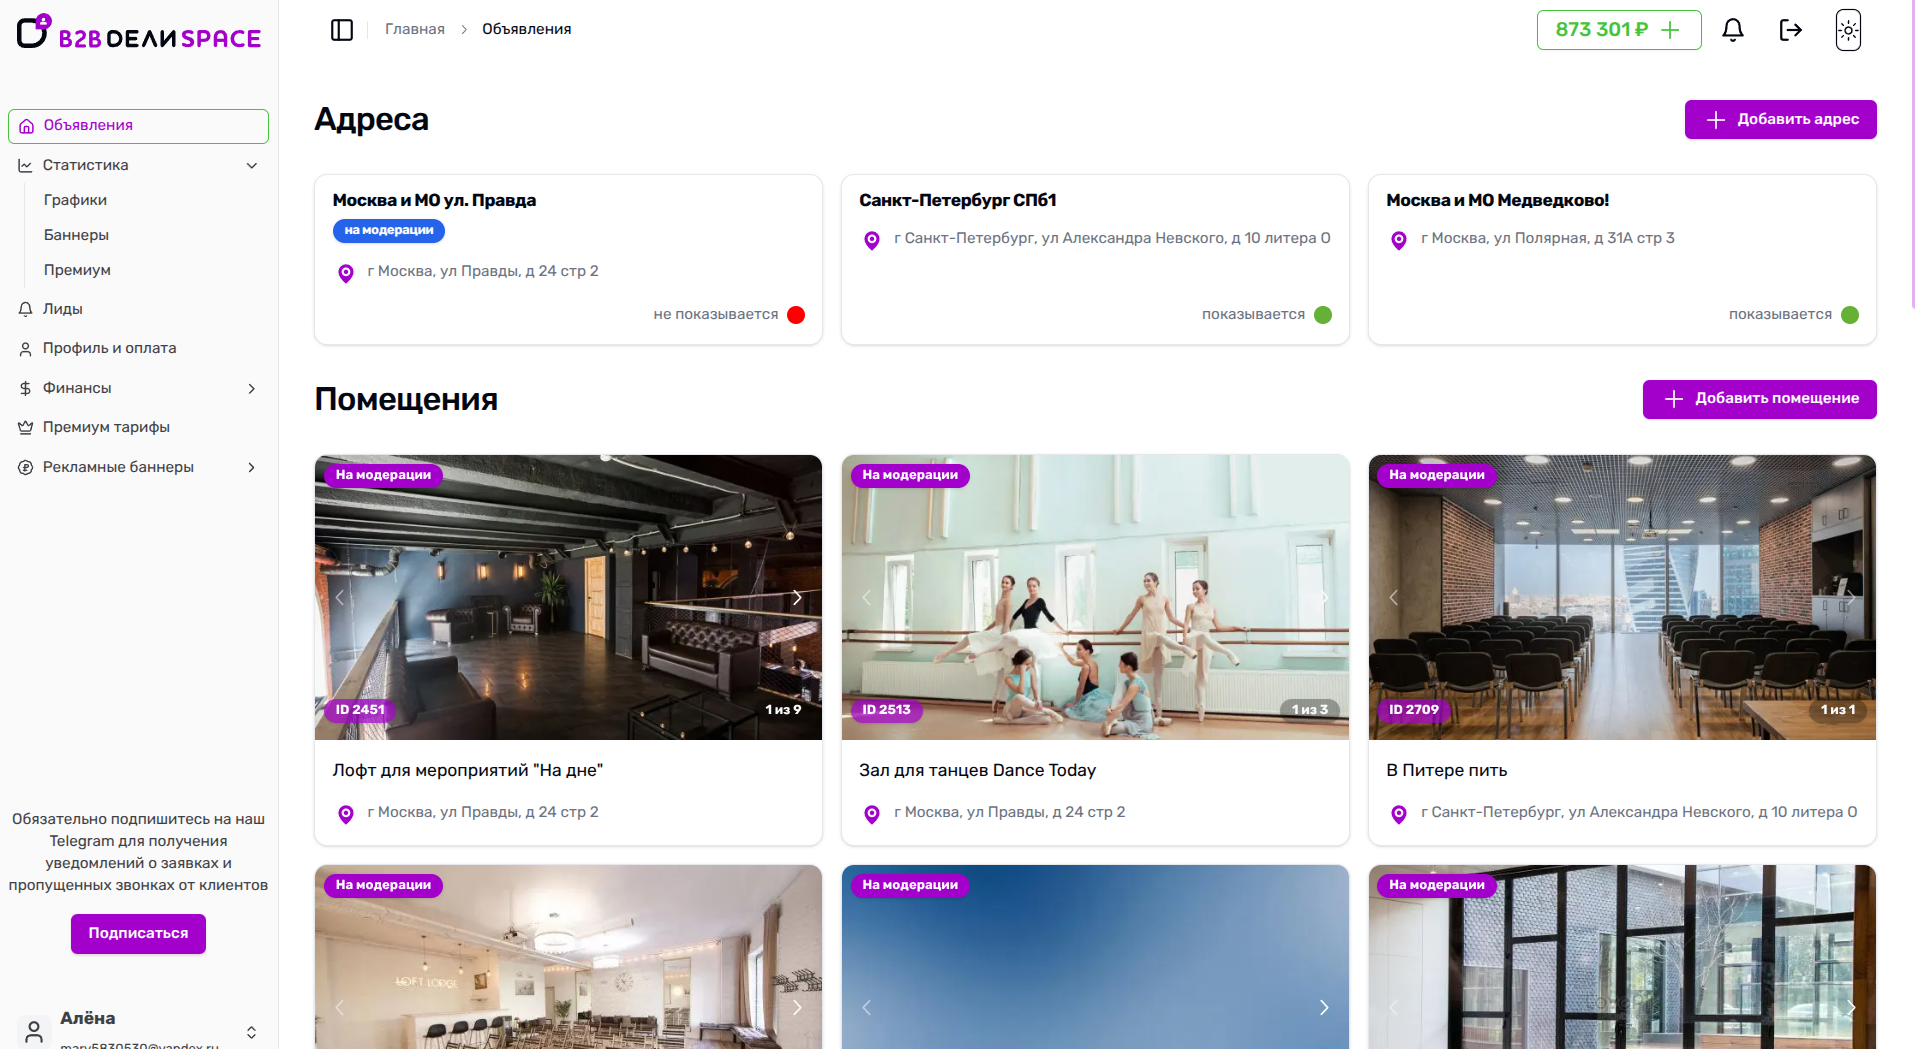 B2B DEЛИ SPACE
Главная
Объявления
873 301 ₽
Объявления
Статистика
Графики
Баннеры
Премиум
Лиды
Профиль и оплата
Финансы
Премиум тарифы
Рекламные баннеры
Обязательно подпишитесь на наш
Telegram для получения
уведомлений о заявках и
пропущенных звонках от клиентов
Подписаться
Алёна
Адреса
Добавить адрес
Москва и МО ул. Правда
на модерации
г Москва, ул Правды, д 24 стр 2
не показывается
Санкт-Петербург СПб1
г Санкт-Петербург, ул Александра Невского, д 10 литера О
показывается
Москва и МО Медведково!
г Москва, ул Полярная, д 31А стр 3
показывается
Помещения
Добавить помещение
На модерации
ID 2451
1 из 9
Лофт для мероприятий "На дне"
г Москва, ул Правды, д 24 стр 2
На модерации
ID 2513
1 из 3
Зал для танцев Dance Today
г Москва, ул Правды, д 24 стр 2
На модерации
ID 2709
1 из 1
В Питере пить
г Санкт-Петербург, ул Александра Невского, д 10 литера О
На модерации
LOFT LODGE
На модерации
На модерации